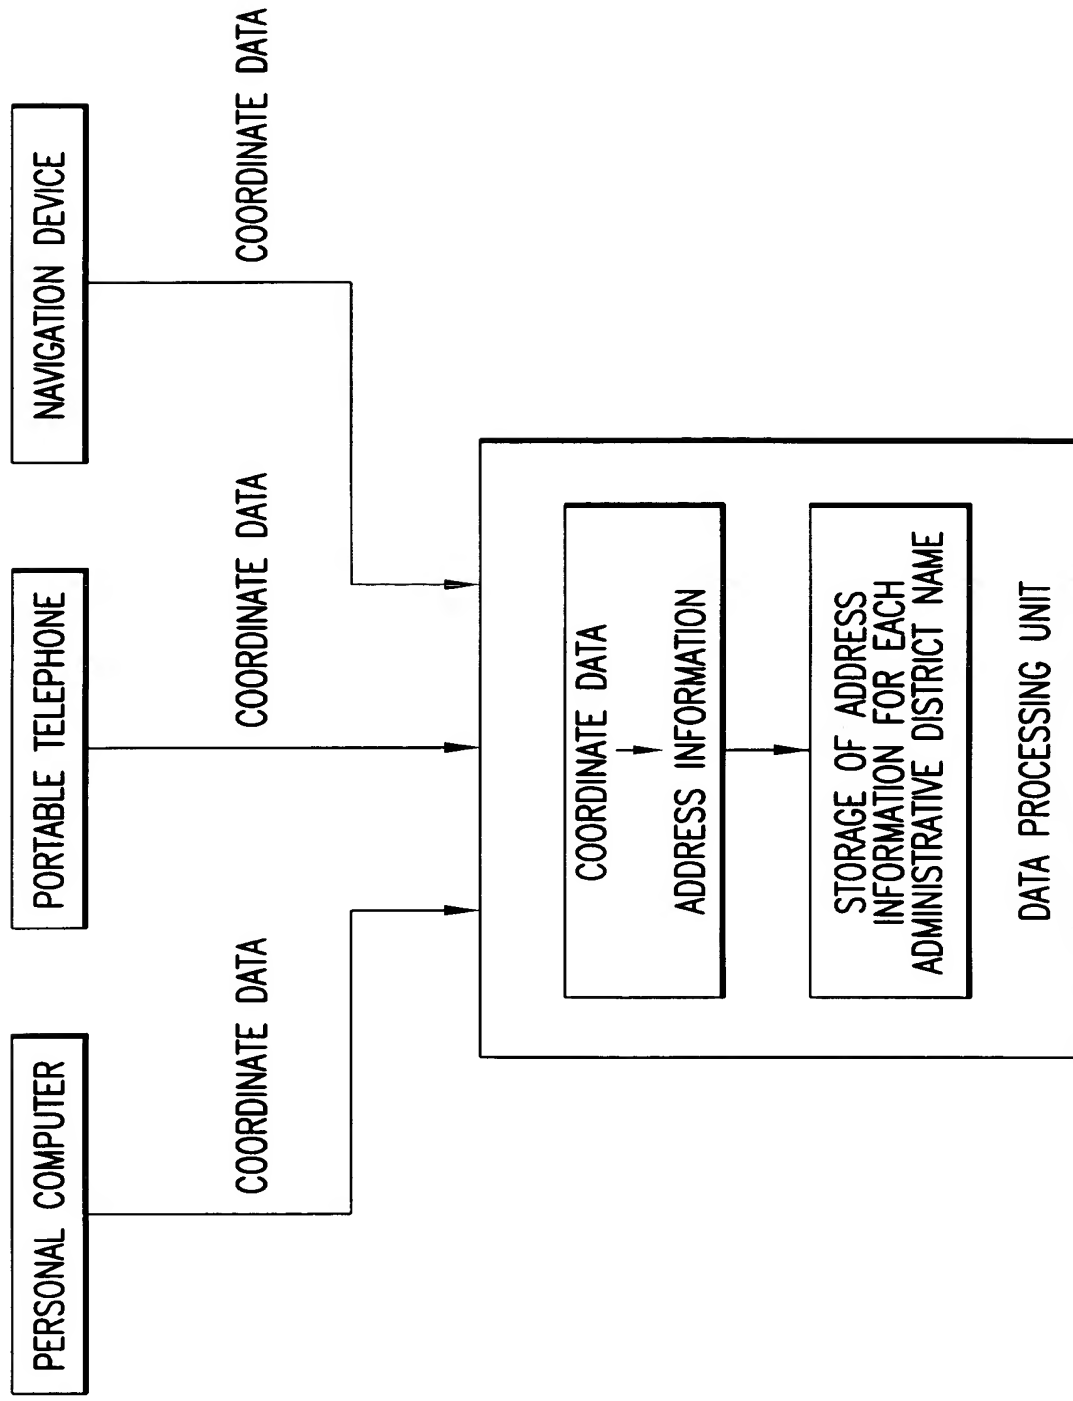 PERSONAL COMPUTER
PORTABLE TELEPHONE
NAVIGATION DEVICE
COORDINATE DATA
COORDINATE DATA
COORDINATE DATA
COORDINATE DATA
ADDRESS INFORMATION
STORAGE OF ADDRESS
INFORMATION FOR EACH
ADMINISTRATIVE DISTRICT NAME
DATA PROCESSING UNIT